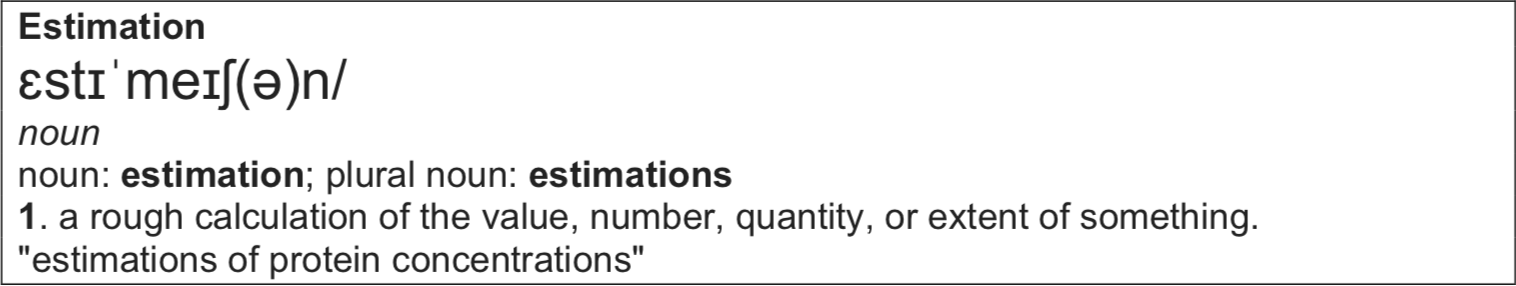 Estimation
ɛstɪˈmeɪʃ(ə)n/
noun
noun: estimation; plural noun: estimations
1. a rough calculation of the value, number, quantity, or extent of something.
"estimations of protein concentrations"